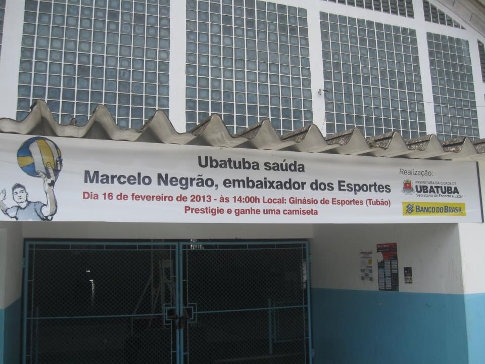 Ubatuba saúda
Marcelo Negrão, embaixador dos Esportes
Dia 16 de fevereiro de 2013 - às 14:00h Local: Ginásio de Esportes (Tubão)
Prestigie e ganhe uma camiseta
Realização:
UBATUBA
BANCO DO BRASIL